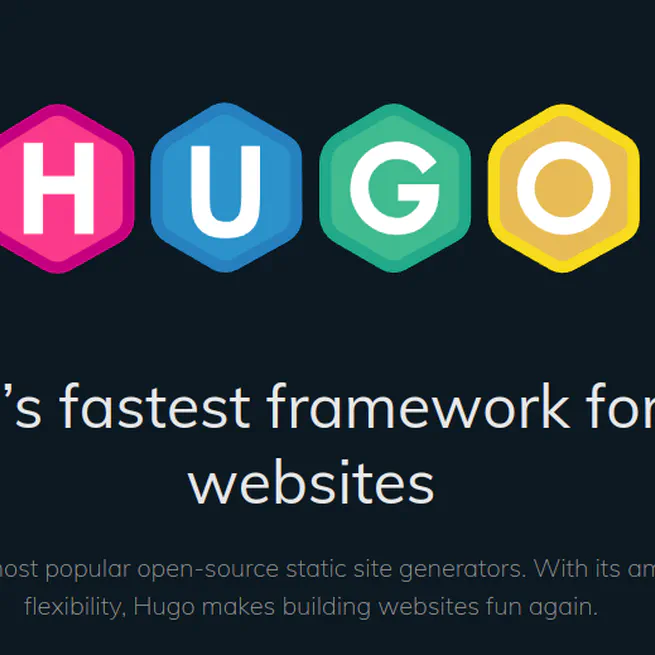 HUGO
's fastest framework for
websites
most popular open-source static site generators. With its am
flexibility, Hugo makes building websites fun again.